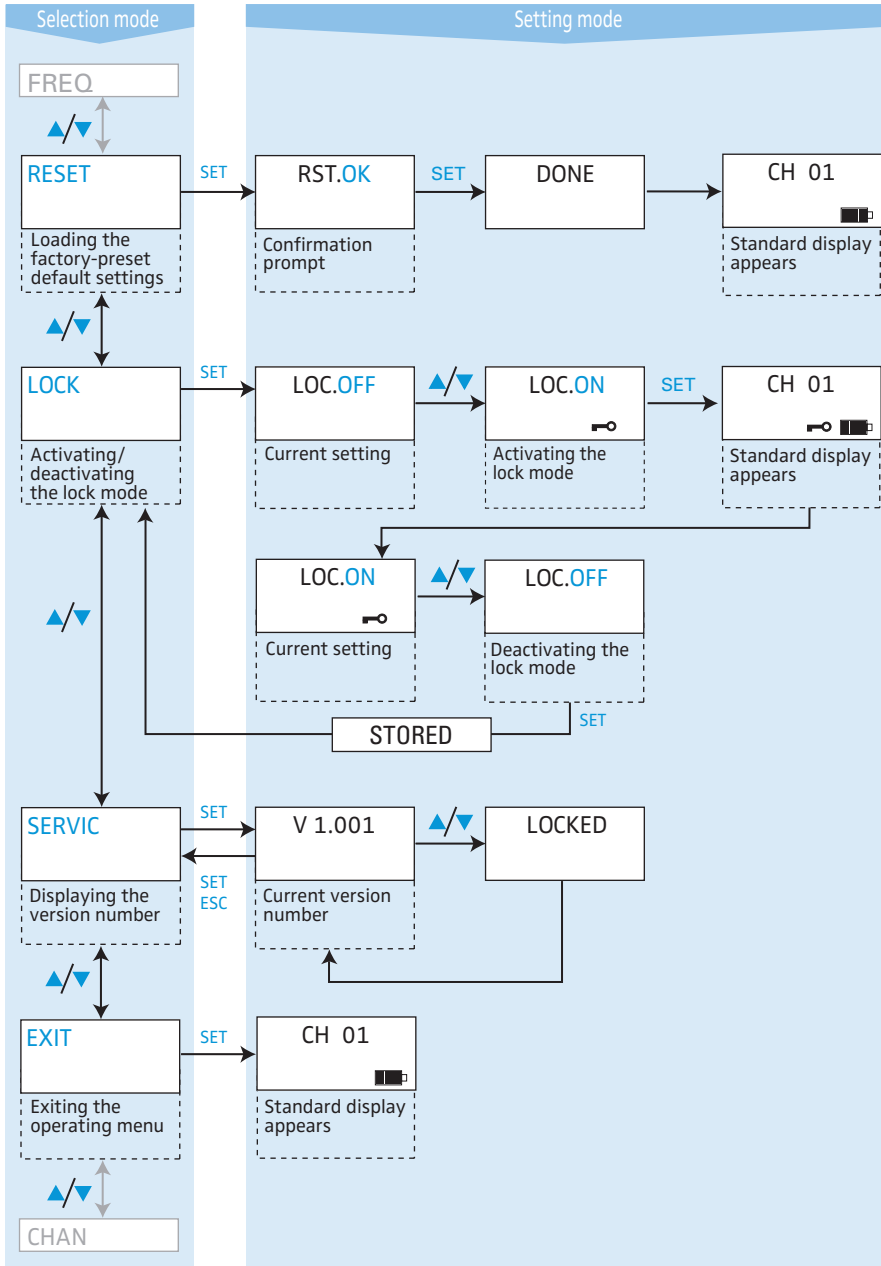 Selection mode
Setting mode
FREQ
▲/▼
RESET
SET
RST.OK
SET
DONE
CH 01
Loading the
factory-preset
default settings
Confirmation
prompt
Standard display
appears
▲/▼
LOCK
SET
LOC.OFF
▲/▼
LOC.ON
SET
CH 01
Activating/
deactivating
the lock mode
Current setting
Activating the
lock mode
Standard display
appears
LOC.ON
▲/▼
LOC.OFF
Current setting
Deactivating the
lock mode
▲/▼
STORED
SET
SERVIC
SET
V 1.001
▲/▼
LOCKED
SET
ESC
Displaying the
version number
Current version
number
▲/▼
EXIT
SET
CH 01
Exiting the
operating menu
Standard display
appears
▲/▼
CHAN